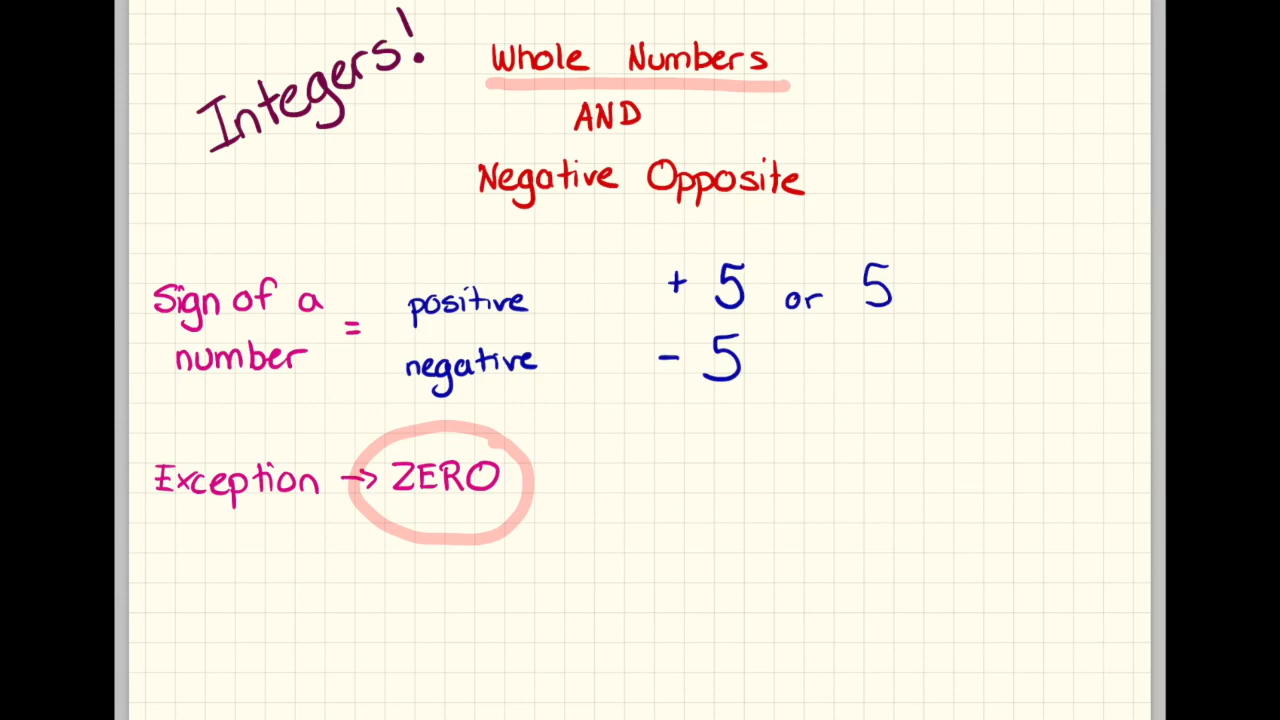 Integers!
Whole Numbers
AND
Negative Opposite
Sign of a number = positive + 5 or 5
negative - 5
Exception → ZERO